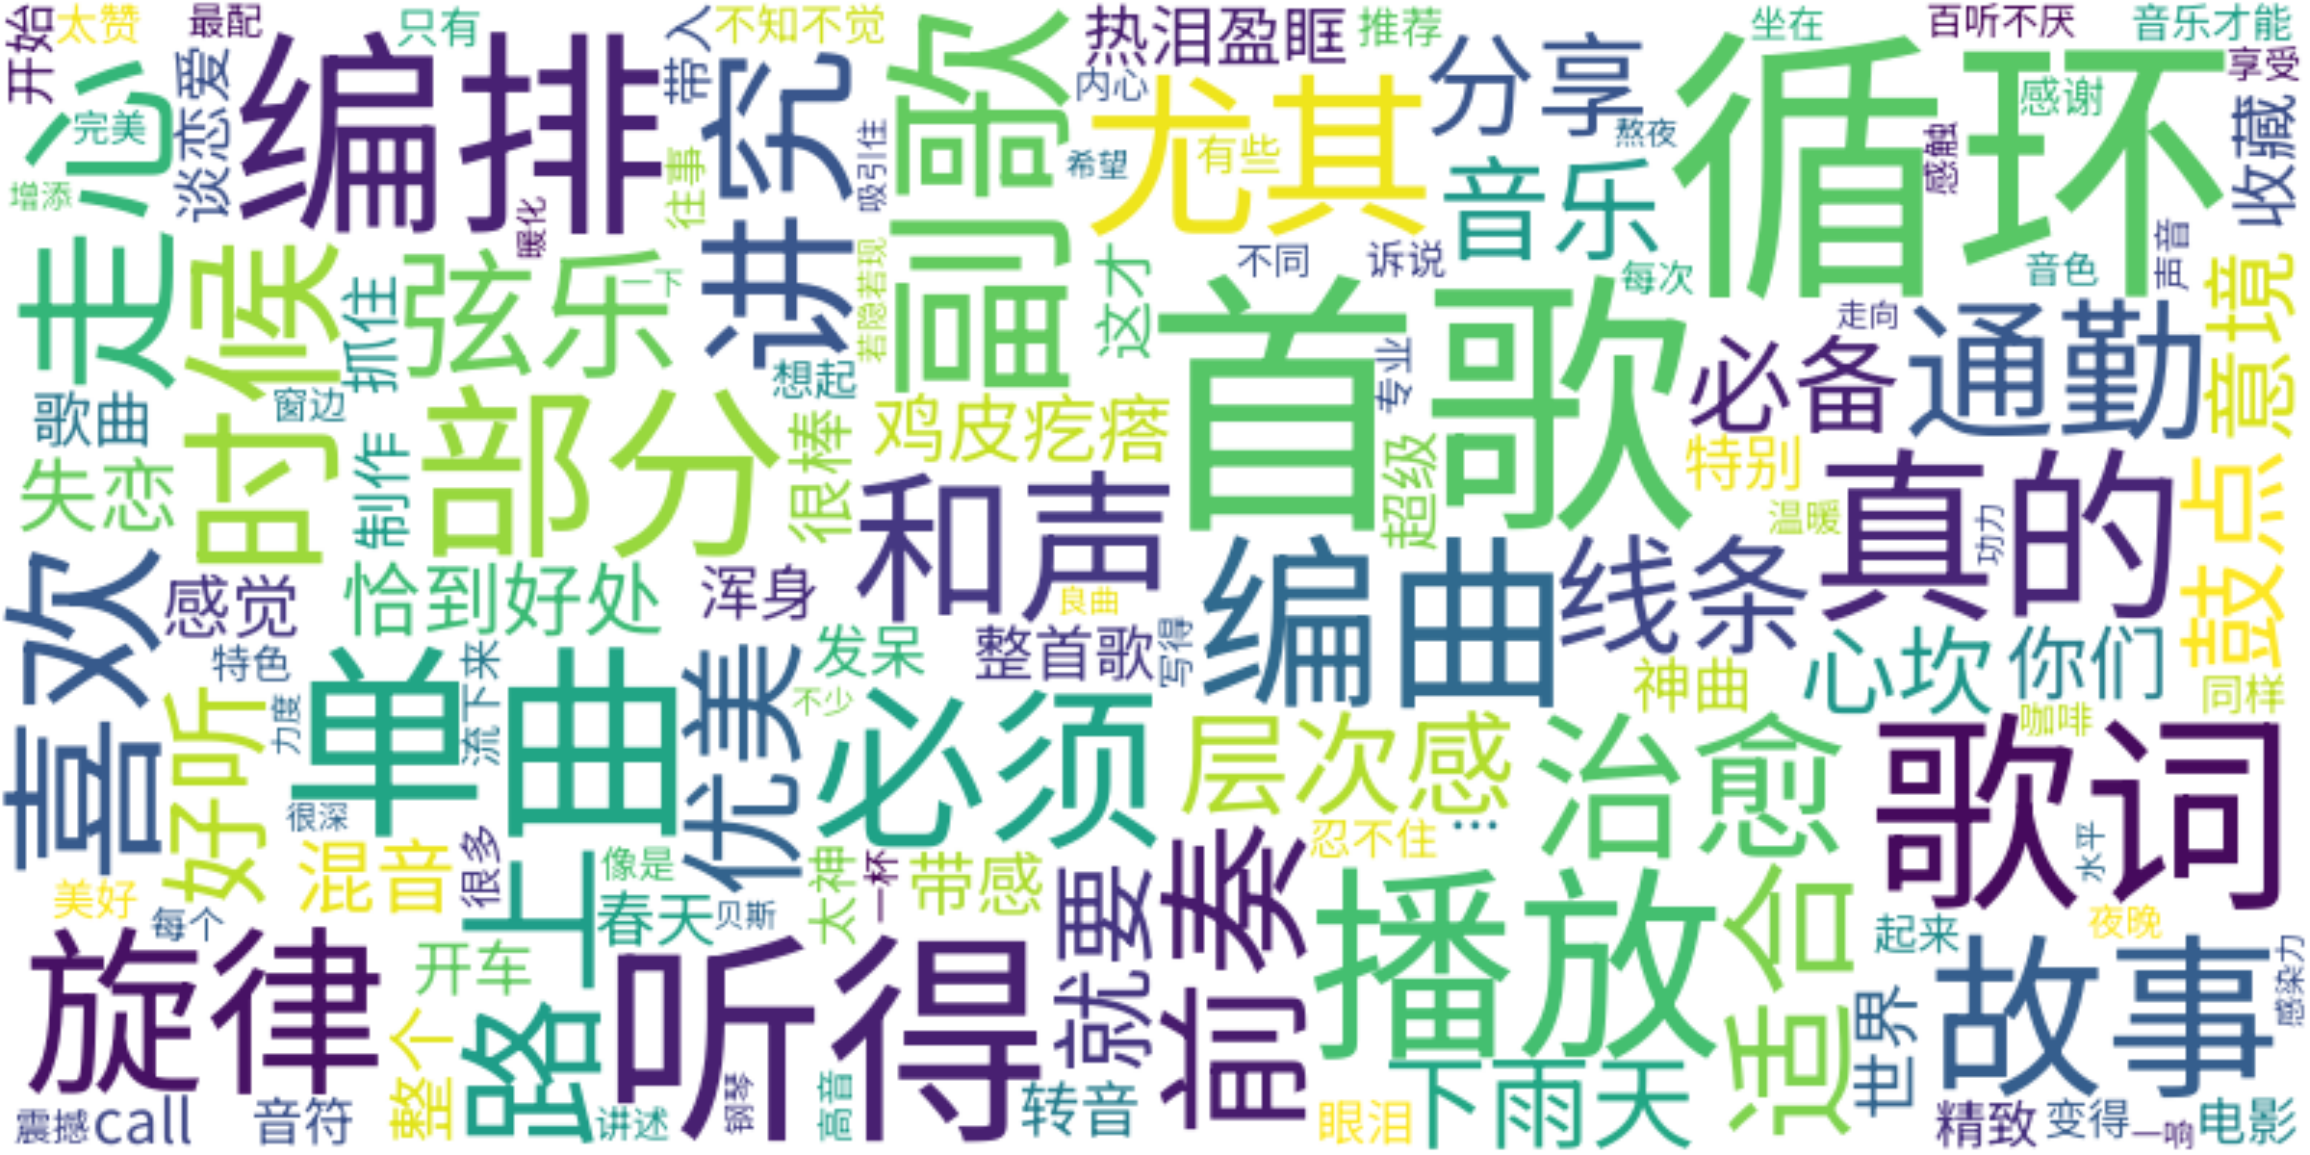 开始
太赞
最配
只有
带入
不知不觉
热泪盈眶
推荐
坐在
百听不厌
音乐才能
走心
完美
谈恋爱
编排
讲究
副歌
内心
尤其
有些
分享
循环
感谢
享受
收藏
增添
暖化
往事
吸引住
希望
音乐
熬夜
感触
时候
抓住
弦乐
一下
若隐若现
这才
不同
诉说
每次
音色
声音
意境
歌曲
窗边
想起
首歌
专业
走向
必备
通勤
失恋
制作
部分
很棒
鸡皮疙瘩
超级
特别
温暖
真的
功力
鼓点
喜欢
感觉
恰到好处
浑身
和声
良曲
编曲
线条
特色
流下来
发呆
整首歌
写得
神曲
心坎
你们
同样
好听
力度
单曲
优美
不少
必须
层次感
治愈
咖啡
歌词
很深
混音
很多
路上
像是
太神
一杯
带感
就要
前奏
忍不住
…
水平
美好
每个
春天
贝斯
播放
适合
起来
夜晚
旋律
开车
听得
世界
故事
感染力
震撼
call
音符
整个
讲述
钢琴
高音
转音
眼泪
下雨天
精致
变得
一响
电影